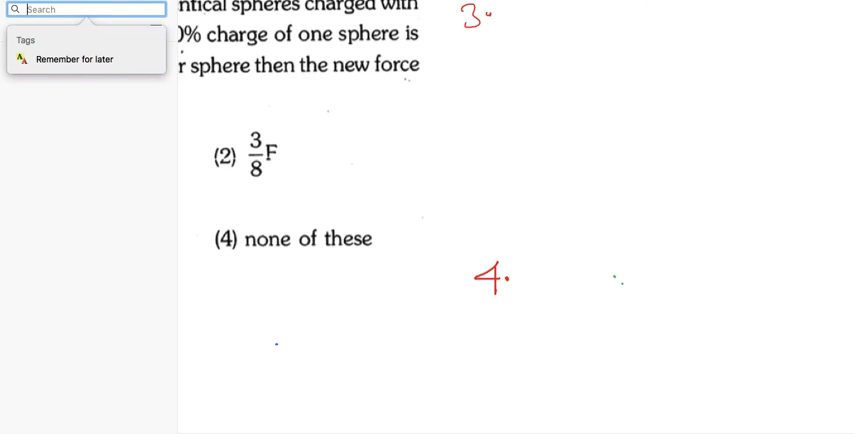 Search
Tags
Remember for later
ntical spheres charged with
0% charge of one sphere is
r sphere then the new force
(2) 3/8 F
(4) none of these
3.
4.